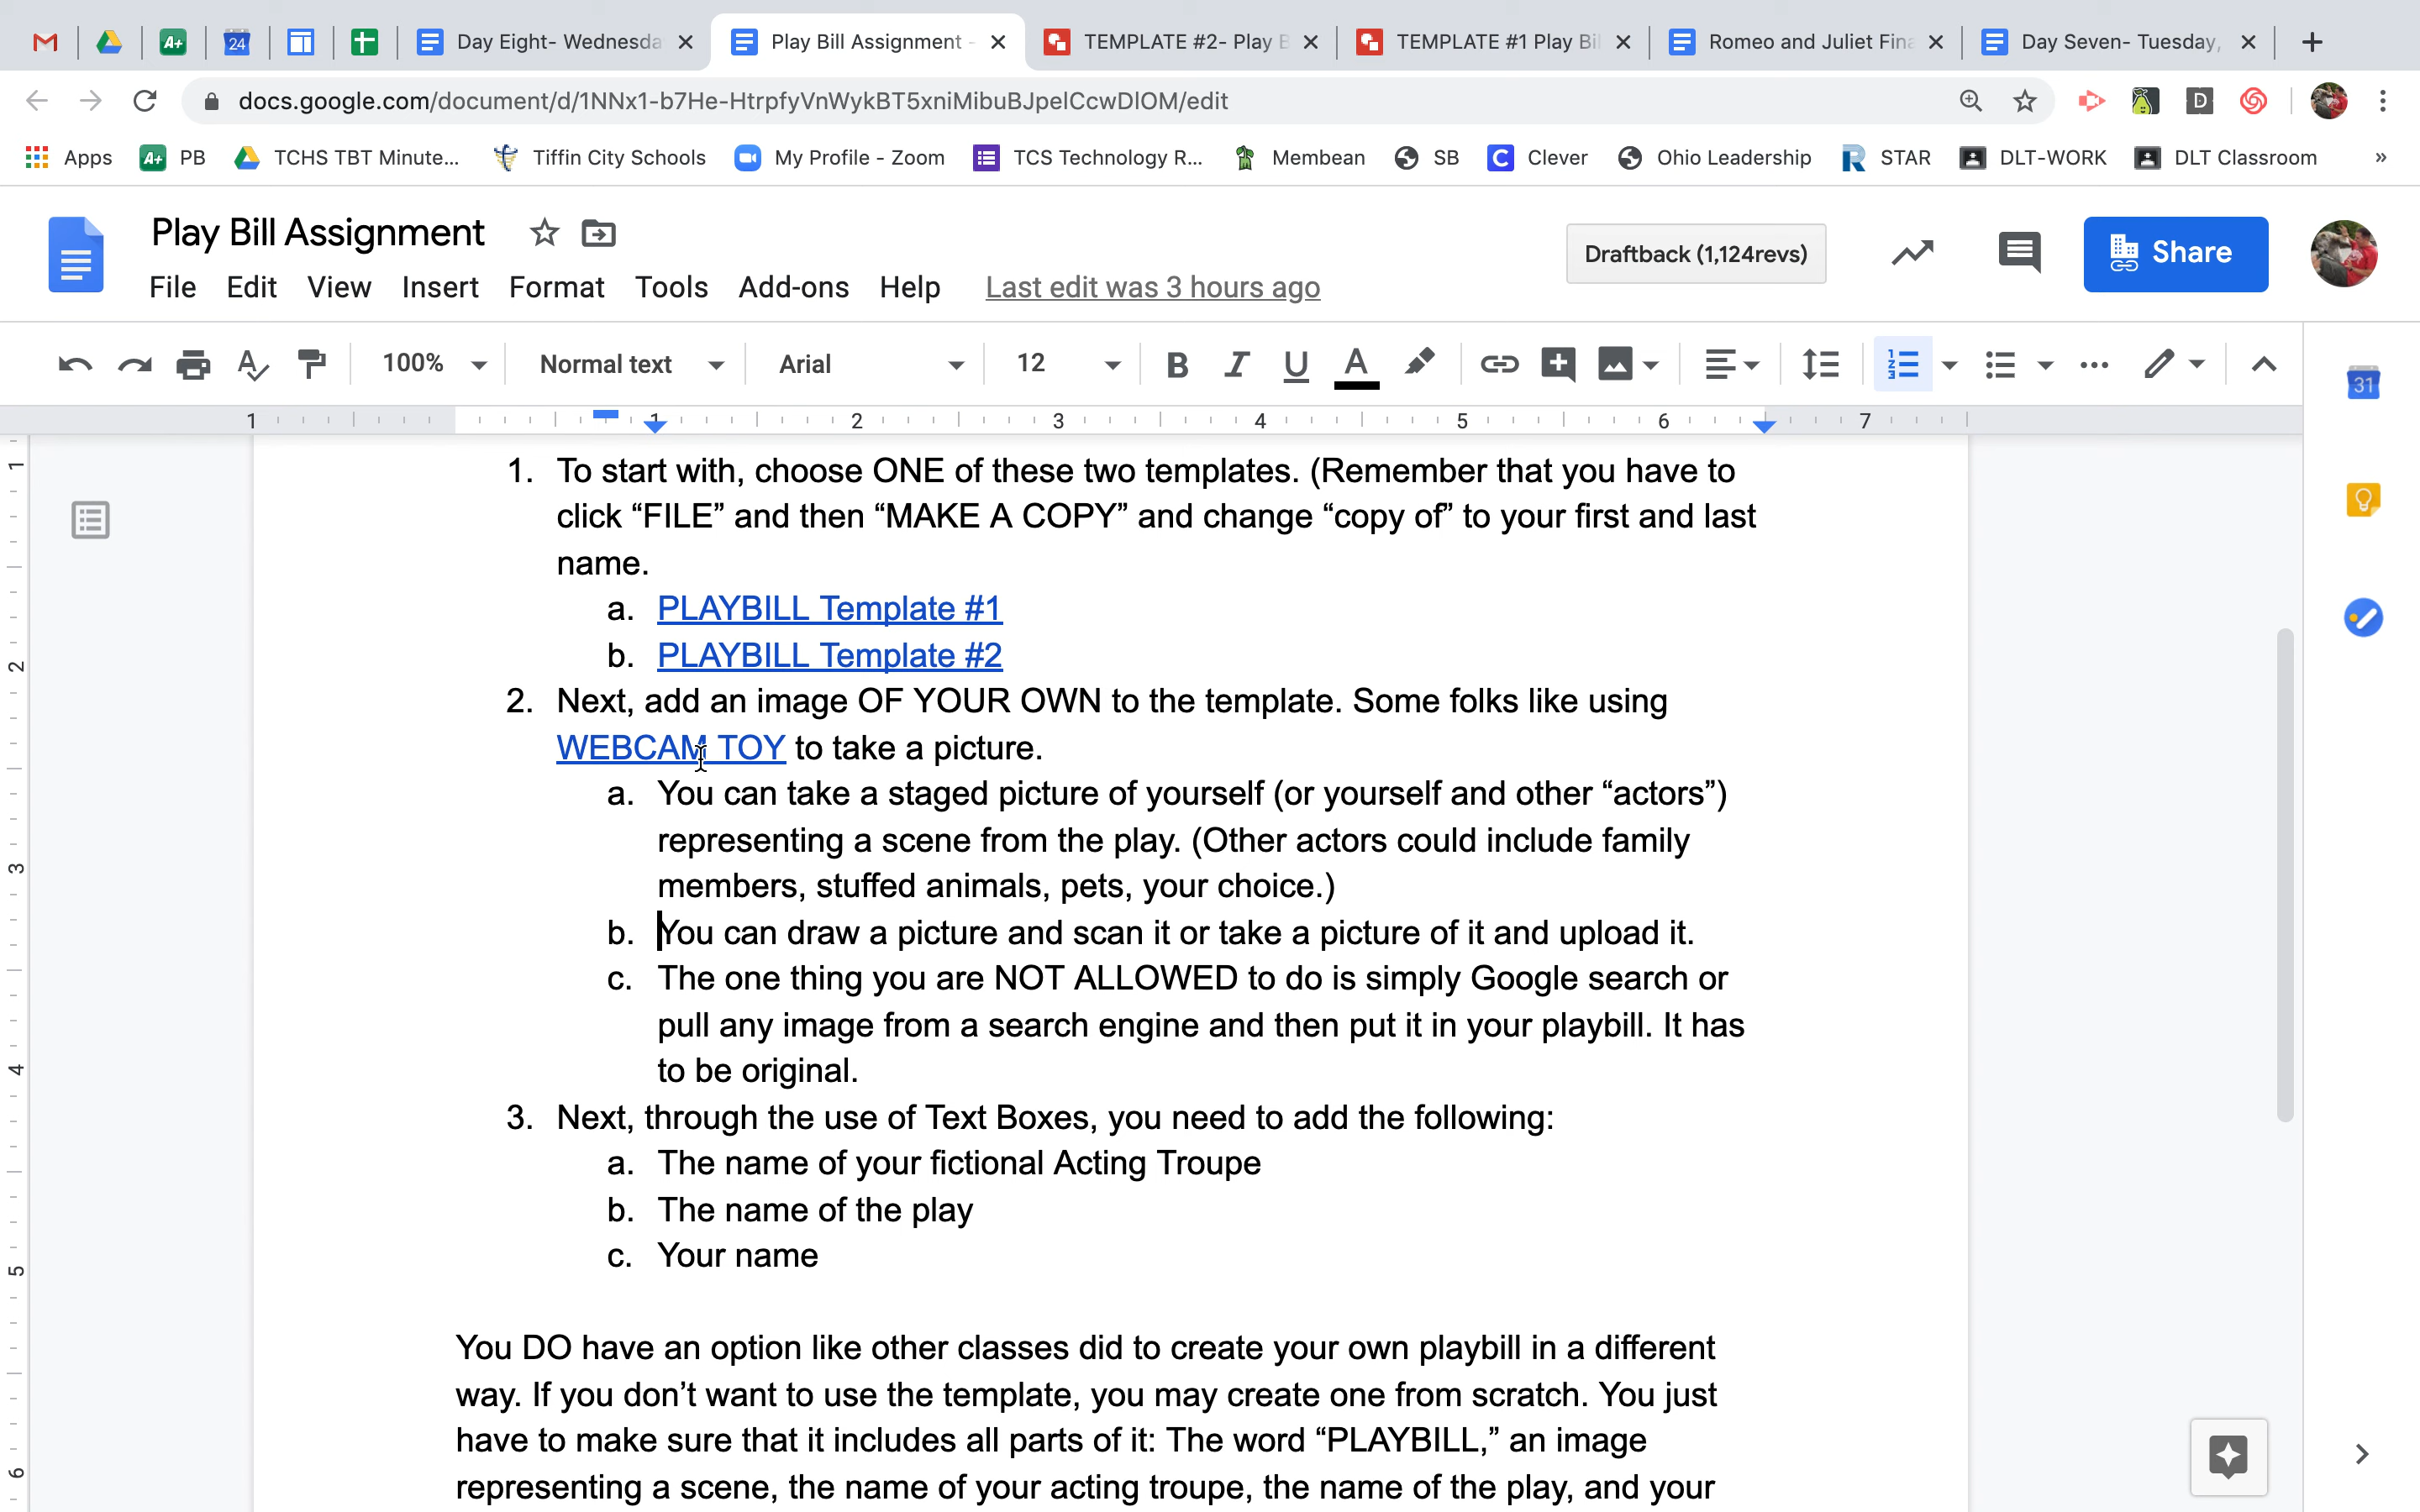 Day Eight- Wednesda
Play Bill Assignment -
TEMPLATE #2- Play B
TEMPLATE #1 Play Bil
Romeo and Juliet Fina
Day Seven- Tuesday,
docs.google.com/document/d/1NNx1-b7He-HtrpfyVnWykBT5xniMibuBJpelCcwDlOM/edit
Apps
A+ PB
TCHS TBT Minute...
Tiffin City Schools
My Profile - Zoom
TCS Technology R...
Membean
SB
Clever
Ohio Leadership
STAR
DLT-WORK
DLT Classroom
»
Play Bill Assignment
Draftback (1,124revs)
Share
File Edit View Insert Format Tools Add-ons Help Last edit was 3 hours ago
100% Normal text Arial 12 B I U A
31
1 1 2 3 4 5 6 7
1. To start with, choose ONE of these two templates. (Remember that you have to
click “FILE” and then “MAKE A COPY” and change “copy of” to your first and last
name.
a. PLAYBILL Template #1
b. PLAYBILL Template #2
2. Next, add an image OF YOUR OWN to the template. Some folks like using
WEBCAM TOY to take a picture.
a. You can take a staged picture of yourself (or yourself and other “actors”)
representing a scene from the play. (Other actors could include family
members, stuffed animals, pets, your choice.)
b. You can draw a picture and scan it or take a picture of it and upload it.
c. The one thing you are NOT ALLOWED to do is simply Google search or
pull any image from a search engine and then put it in your playbill. It has
to be original.
3. Next, through the use of Text Boxes, you need to add the following:
a. The name of your fictional Acting Troupe
b. The name of the play
c. Your name
You DO have an option like other classes did to create your own playbill in a different
way. If you don’t want to use the template, you may create one from scratch. You just
have to make sure that it includes all parts of it: The word “PLAYBILL,” an image
representing a scene, the name of your acting troupe, the name of the play, and your
1
2
3
4
5
6